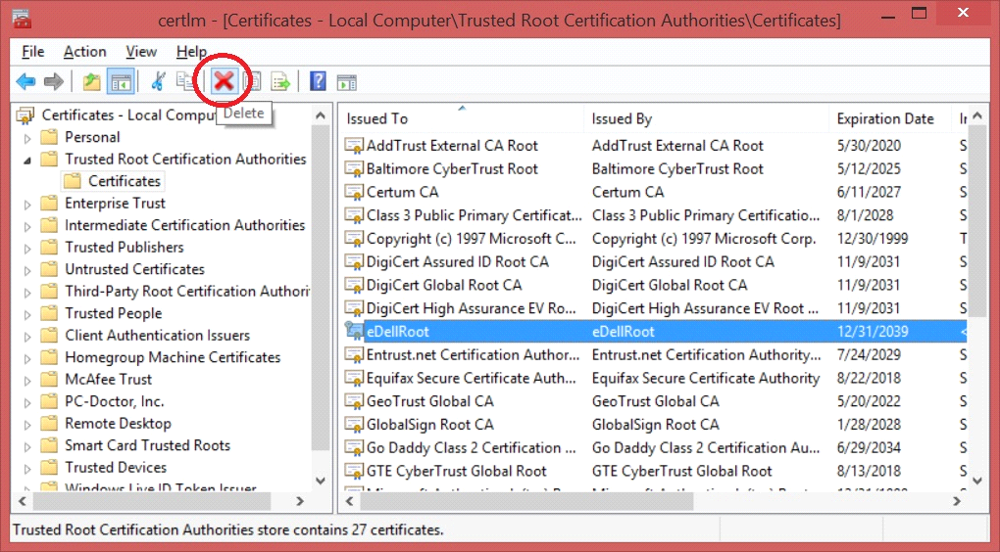 certlm - [Certificates - Local Computer\Trusted Root Certification Authorities\Certificates]
File Action View Help
Delete
Certificates - Local Compu
Personal
Trusted Root Certification Authorities
Certificates
Enterprise Trust
Intermediate Certification Authorities
Trusted Publishers
Untrusted Certificates
Third-Party Root Certification Authori
Trusted People
Client Authentication Issuers
Homegroup Machine Certificates
McAfee Trust
PC-Doctor, Inc.
Remote Desktop
Smart Card Trusted Roots
Trusted Devices
Windows Live ID Token Issuer
Issued To Issued By Expiration Date In
AddTrust External CA Root AddTrust External CA Root 5/30/2020 S
Baltimore CyberTrust Root Baltimore CyberTrust Root 5/12/2025 S
Certum CA Certum CA 6/11/2027 S
Class 3 Public Primary Certificat... Class 3 Public Primary Certificatio... 8/1/2028 S
Copyright (c) 1997 Microsoft C... Copyright (c) 1997 Microsoft Corp. 12/30/1999 T
DigiCert Assured ID Root CA DigiCert Assured ID Root CA 11/9/2031 S
DigiCert Global Root CA DigiCert Global Root CA 11/9/2031 S
DigiCert High Assurance EV Ro... DigiCert High Assurance EV Root ... 11/9/2031 S
eDellRoot eDellRoot 12/31/2039 <
Entrust.net Certification Author... Entrust.net Certification Authority... 7/24/2029 S
Equifax Secure Certificate Auth... Equifax Secure Certificate Authority 8/22/2018 S
GeoTrust Global CA GeoTrust Global CA 5/20/2022 S
GlobalSign Root CA GlobalSign Root CA 1/28/2028 S
Go Daddy Class 2 Certification ... Go Daddy Class 2 Certification Au... 6/29/2034 S
GTE CyberTrust Global Root GTE CyberTrust Global Root 8/13/2018 S
Trusted Root Certification Authorities store contains 27 certificates.